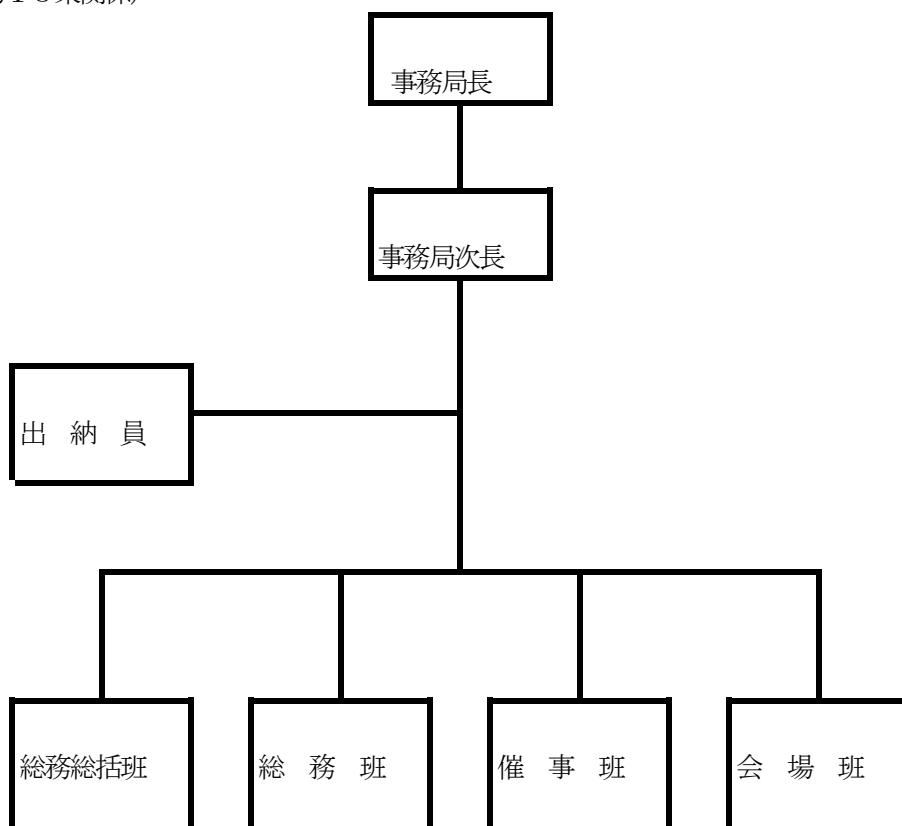 事務局長
事務局次長
出　納　員
総務総括班
総　務　班
催　事　班
会　場　班